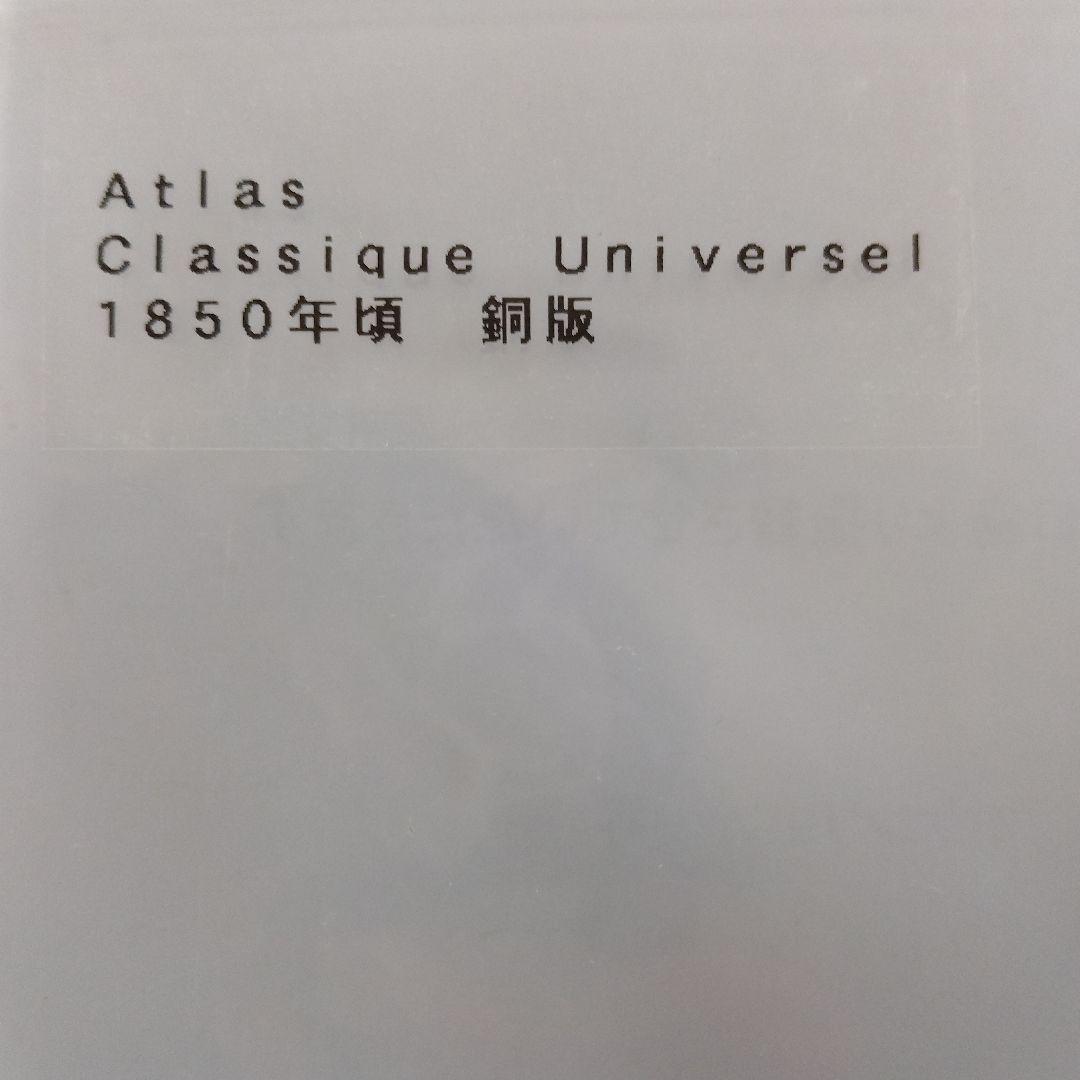 Atlas
Classique　Universel
1850年頃　銅版